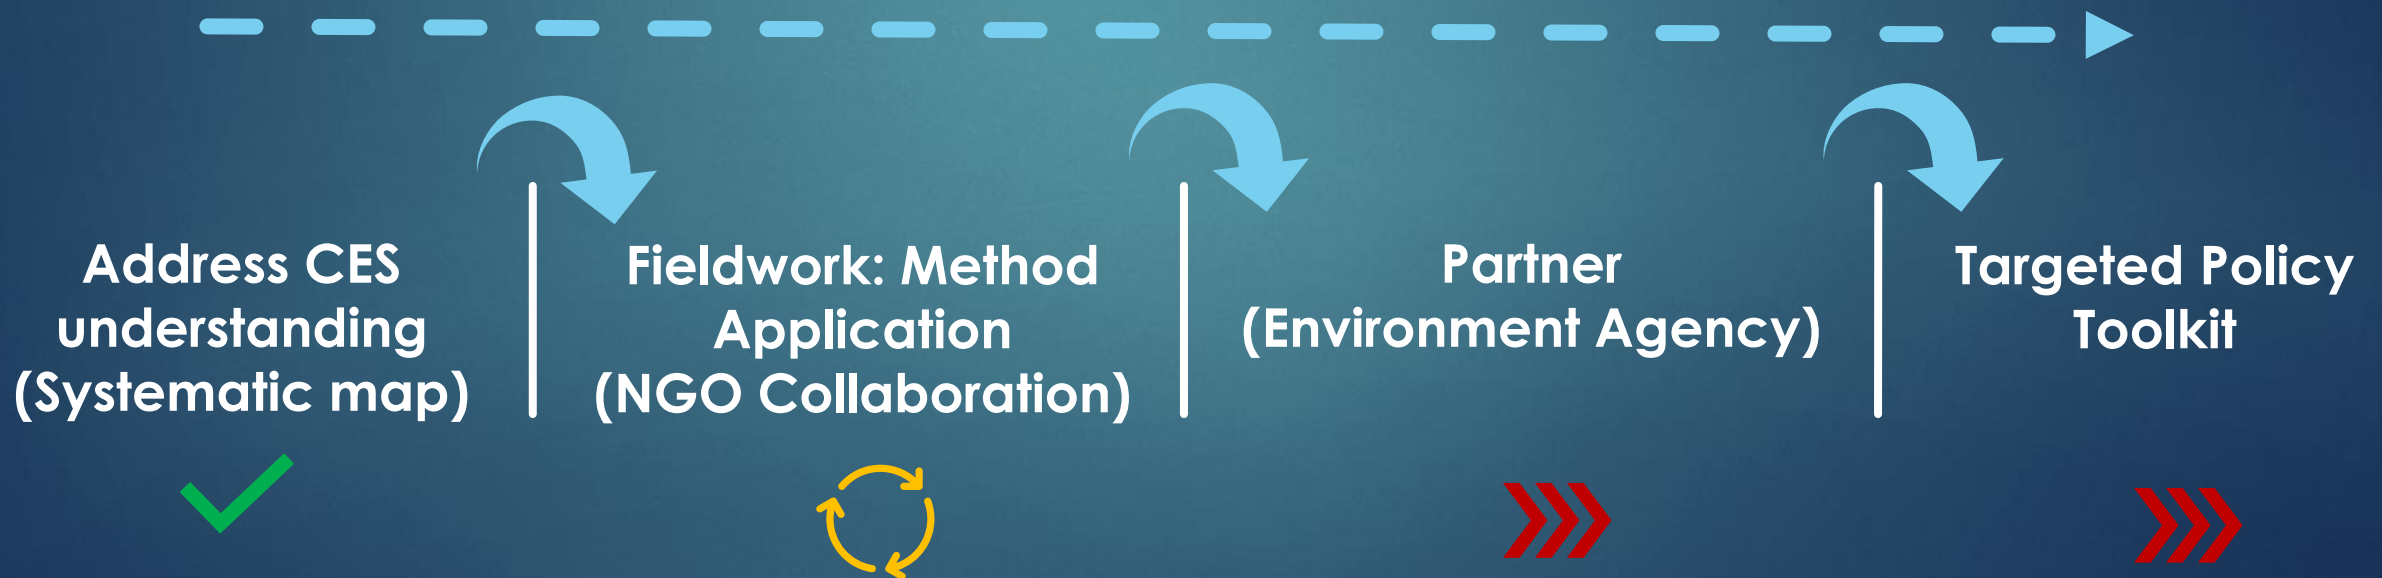 Address CES
understanding
(Systematic map)
Fieldwork: Method
Application
(NGO Collaboration)
Partner
(Environment Agency)
Targeted Policy
Toolkit